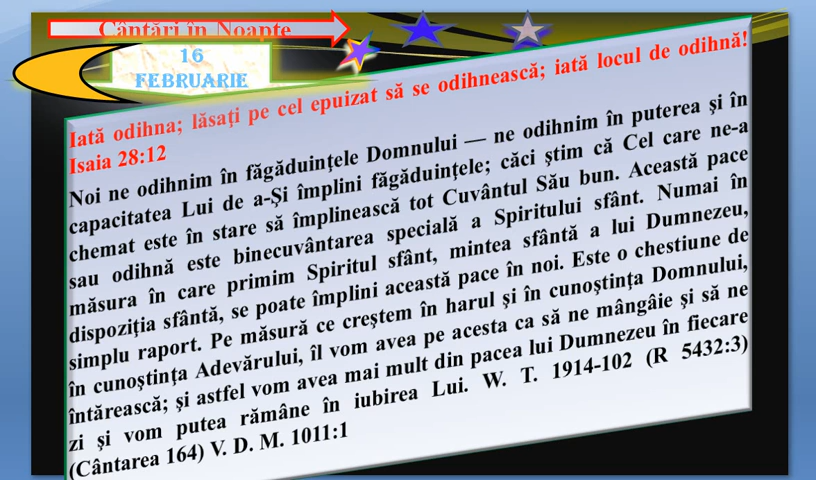 Cântări în Noapte
16
FEBRUARIE
Iată odihna; lăsaţi pe cel epuizat să se odihnească; iată locul de odihnă!
Isaia 28:12
Noi ne odihnim în făgăduinţele Domnului — ne odihnim în puterea şi în
capacitatea Lui de a-Şi împlini făgăduinţele; căci ştim că Cel care ne-a
chemat este în stare să împlinească tot Cuvântul Său bun. Această pace
sau odihnă este binecuvântarea specială a Spiritului sfânt. Numai în
măsura în care primim Spiritul sfânt, mintea sfântă a lui Dumnezeu,
dispoziţia sfântă, se poate împlini această pace în noi. Este o chestiune de
simplu raport. Pe măsură ce creştem în harul şi în cunoştinţa Domnului,
în cunoştinţa Adevărului, îl vom avea pe acesta ca să ne mângâie şi să ne
întărească; şi astfel vom avea mai mult din pacea lui Dumnezeu în fiecare
zi şi vom putea rămâne în iubirea Lui. W. T. 1914-102 (R 5432:3)
(Cântarea 164) V. D. M. 1011:1